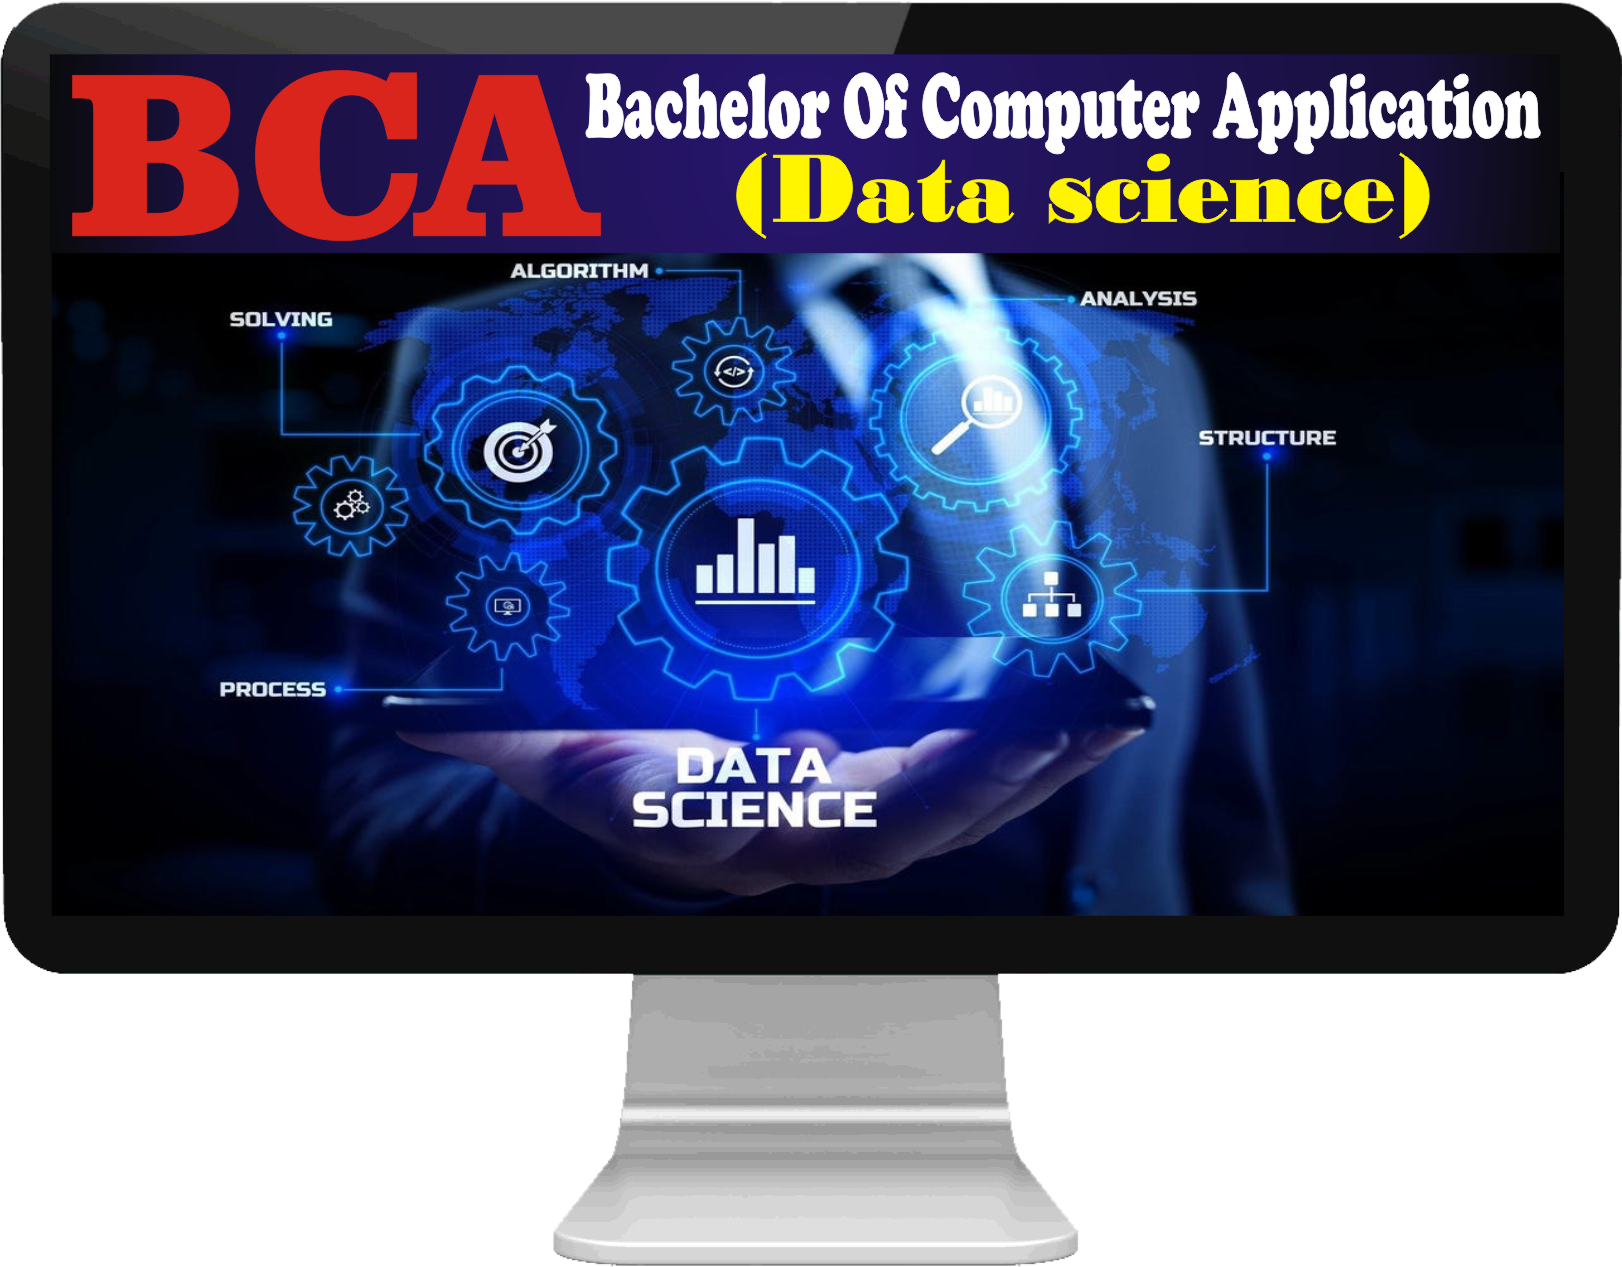 BCA
Bachelor Of Computer Application
(Data science)
ALGORITHM
ANALYSIS
SOLVING
STRUCTURE
</>
PROCESS
DATA
SCIENCE